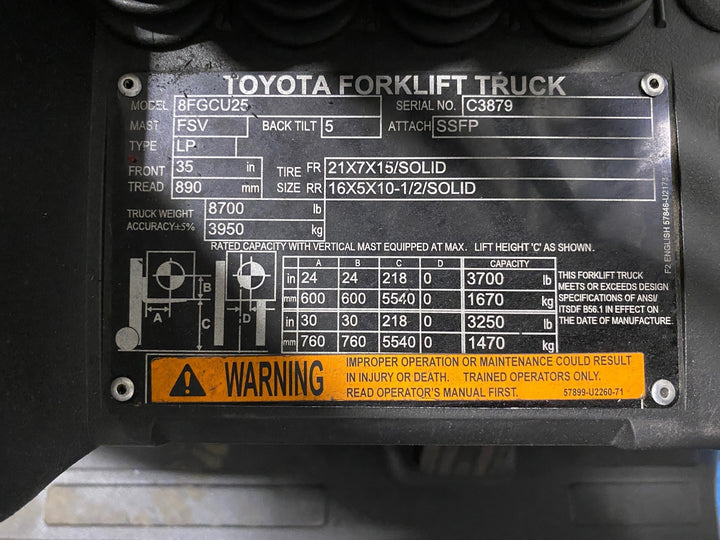 TOYOTA FORKLIFT TRUCK
MODEL 8FGCU25 SERIAL NO. C3879
MAST FSV BACK TILT 5 ATTACH SSFP
TYPE LP
FRONT 35 in TIRE FR 21X7X15/SOLID
TREAD 890 mm SIZE RR 16X5X10-1/2/SOLID
TRUCK WEIGHT 8700 lb
ACCURACY±5% 3950 kg
RATED CAPACITY WITH VERTICAL MAST EQUIPPED AT MAX. LIFT HEIGHT 'C' AS SHOWN.
A B C D CAPACITY
in 24 24 218 0 3700 lb
mm 600 600 5540 0 1670 kg
in 30 30 218 0 3250 lb
mm 760 760 5540 0 1470 kg
A B C D
THIS FORKLIFT TRUCK
MEETS OR EXCEEDS DESIGN
SPECIFICATIONS OF ANSI/
ITSDF B56.1 IN EFFECT ON
THE DATE OF MANUFACTURE.
F2 ENGLISH 57846-U2173
WARNING
IMPROPER OPERATION OR MAINTENANCE COULD RESULT
IN INJURY OR DEATH. TRAINED OPERATORS ONLY.
READ OPERATOR'S MANUAL FIRST. 57899-U2260-71